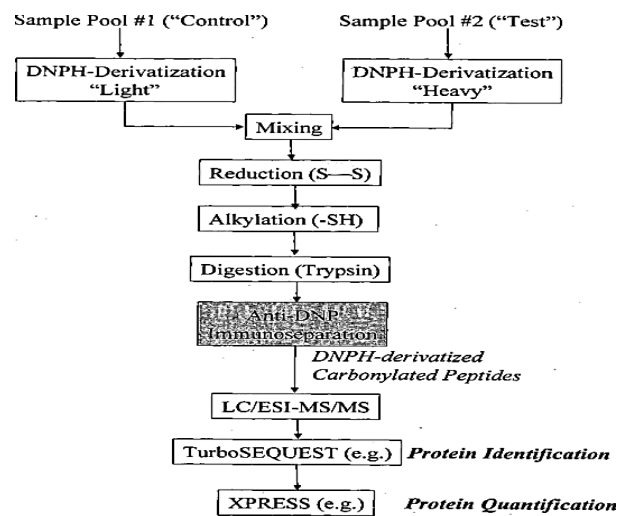 Sample Pool #1 ("Control")
Sample Pool #2 ("Test")
DNPH-Derivatization
"Light"
DNPH-Derivatization
"Heavy"
Mixing
Reduction (S—S)
Alkylation (-SH)
Digestion (Trypsin)
Anti-DNP
Immunoseparation
DNPH-derivatized
Carbonylated Peptides
LC/ESI-MS/MS
TurboSEQUEST (e.g.)
Protein Identification
XPRESS (e.g.)
Protein Quantification